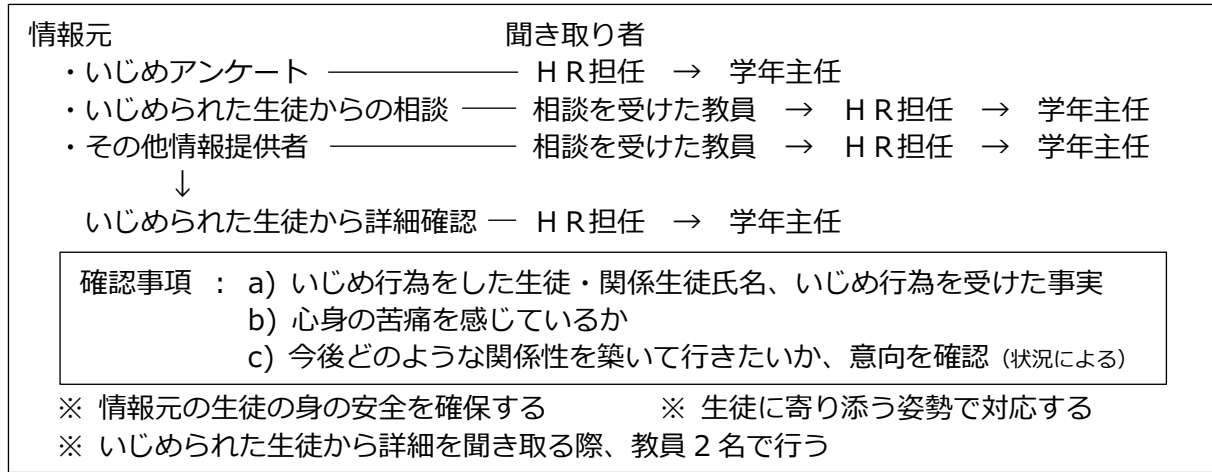 情報元 聞き取り者
・いじめアンケート ――――――― HR担任 → 学年主任
・いじめられた生徒からの相談 ―― 相談を受けた教員 → HR担任 → 学年主任
・その他情報提供者 ――――――― 相談を受けた教員 → HR担任 → 学年主任
↓
いじめられた生徒から詳細確認 ― HR担任 → 学年主任
確認事項 : a) いじめ行為をした生徒・関係生徒氏名、いじめ行為を受けた事実
b) 心身の苦痛を感じているか
c) 今後どのような関係性を築いて行きたいか、意向を確認(状況による)
※ 情報元の生徒の身の安全を確保する ※ 生徒に寄り添う姿勢で対応する
※ いじめられた生徒から詳細を聞き取る際、教員2名で行う